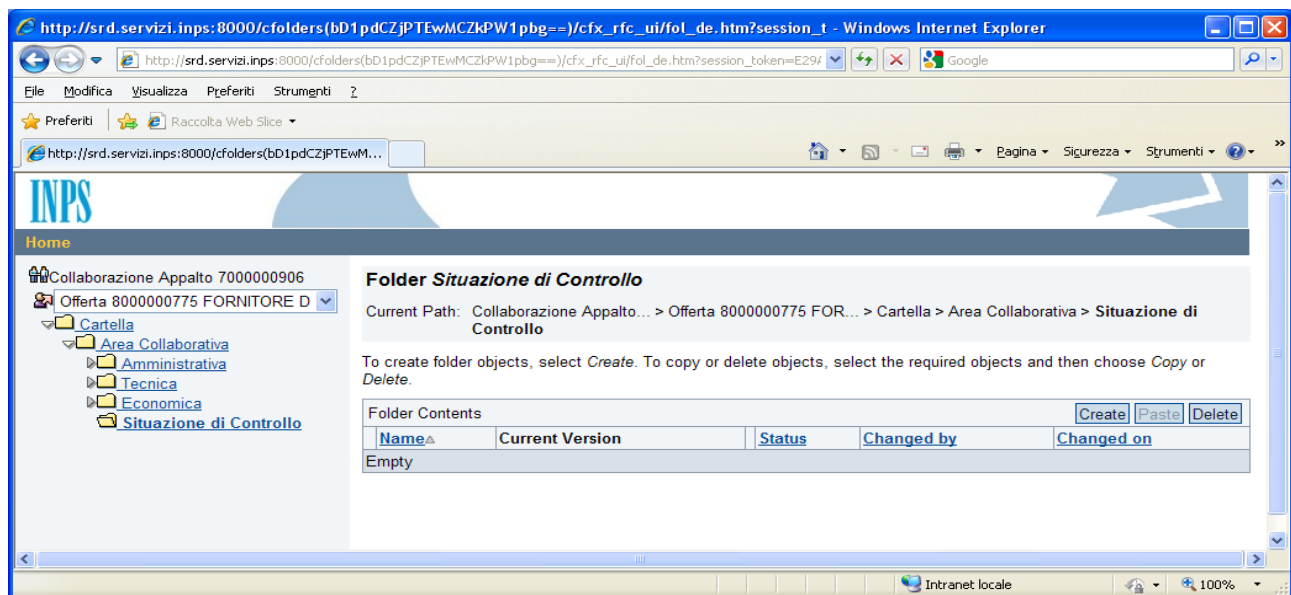 http://srd.servizi.inps:8000/cfolders(bD1pdCZjPTEwMCZkPW1pbg==)/cfx_rfc_ui/fol_de.htm?session_t - Windows Internet Explorer
http://srd.servizi.inps:8000/cfolders(bD1pdCZjPTEwMCZkPW1pbg==)/cfx_rfc_ui/fol_de.htm?session_token=E29A Google
File Modifica Visualizza Preferiti Strumenti ?
Preferiti Raccolta Web Slice
http://srd.servizi.inps:8000/cfolders(bD1pdCZjPTEwM... Pagina Sicurezza Strumenti »
INPS
Home
Collaborazione Appalto 7000000906
Offerta 8000000775 FORNITORE D
Cartella
Area Collaborativa
Amministrativa
Tecnica
Economica
Situazione di Controllo
Folder Situazione di Controllo
Current Path: Collaborazione Appalto... > Offerta 8000000775 FOR... > Cartella > Area Collaborativa > Situazione di
Controllo
To create folder objects, select Create. To copy or delete objects, select the required objects and then choose Copy or
Delete.
Folder Contents Create Paste Delete
Name Current Version Status Changed by Changed on
Empty
Intranet locale 100%